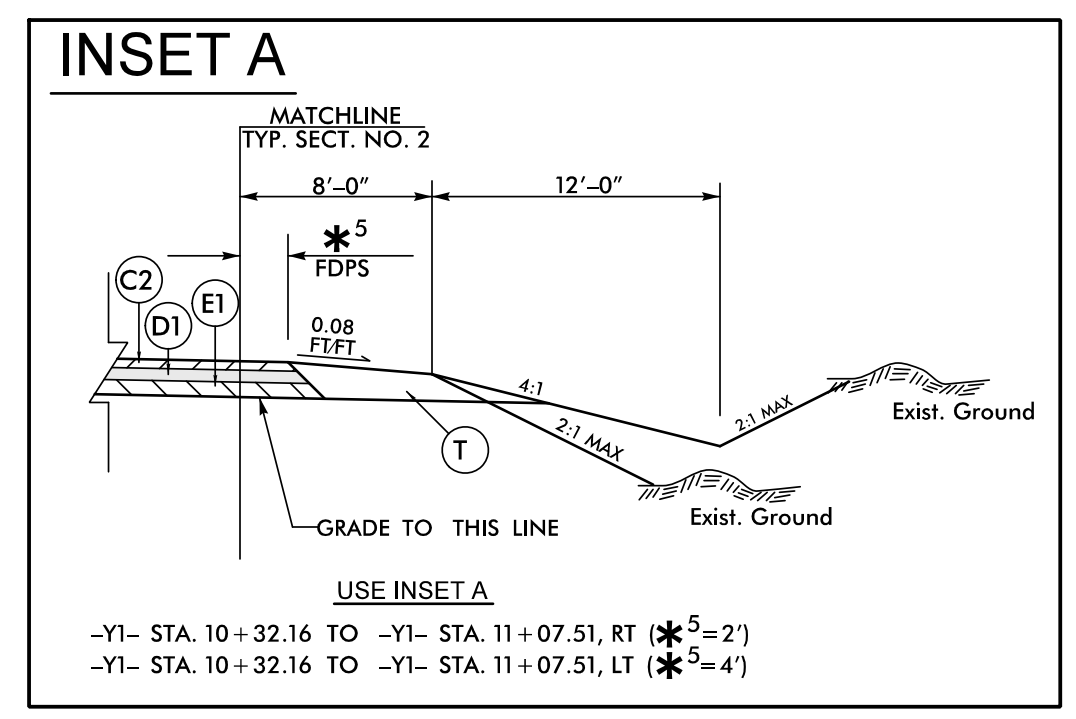 INSET A
MATCHLINE
TYP. SECT. NO. 2
8'–0"
12'–0"
✱5
FDPS
C2
D1
E1
0.08
FT/FT
4:1
2:1 MAX
2:1 MAX
Exist. Ground
T
Exist. Ground
GRADE TO THIS LINE
USE INSET A
–Y1– STA. 10+32.16 TO –Y1– STA. 11+07.51, RT (✱5=2')
–Y1– STA. 10+32.16 TO –Y1– STA. 11+07.51, LT (✱5=4')